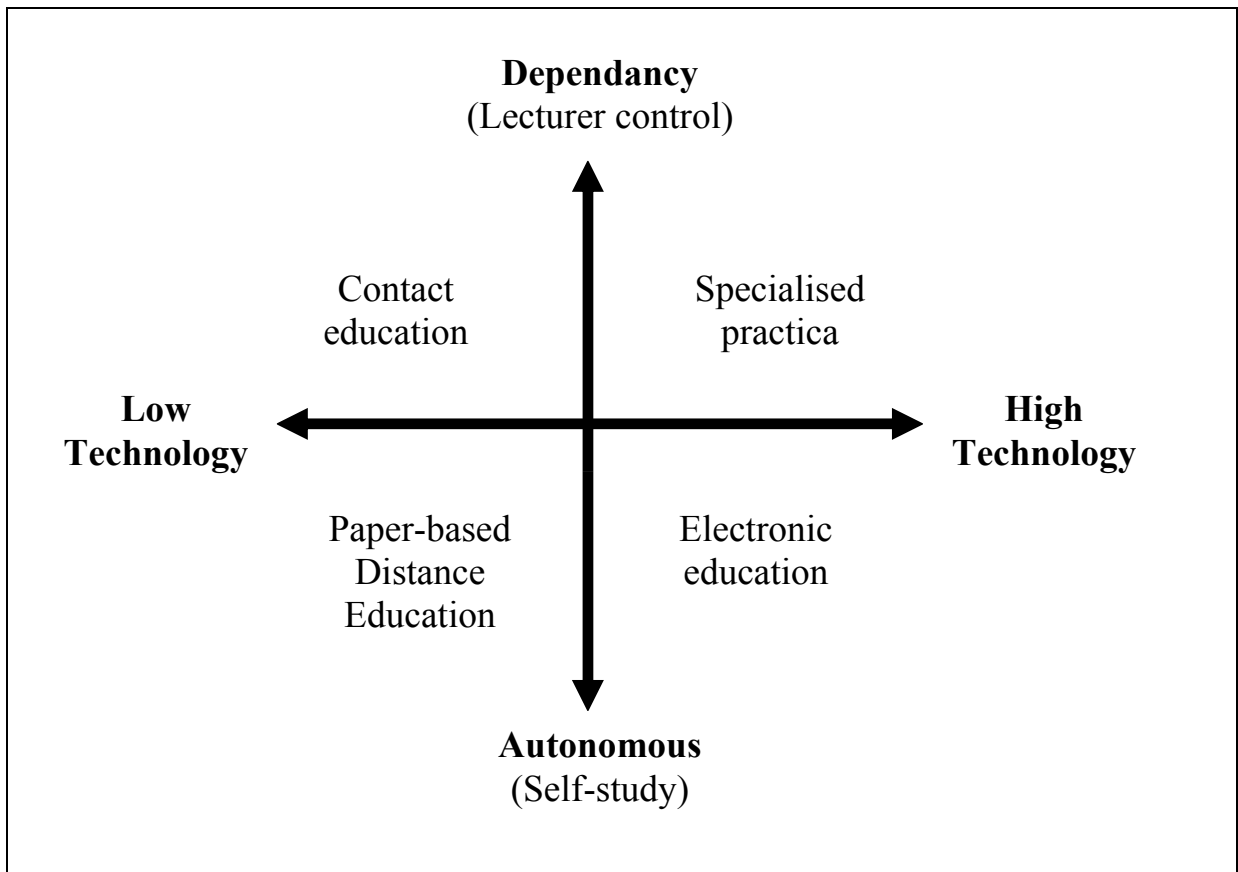 Dependancy
(Lecturer control)
Contact
education
Specialised
practica
Low
Technology
High
Technology
Paper-based
Distance
Education
Electronic
education
Autonomous
(Self-study)